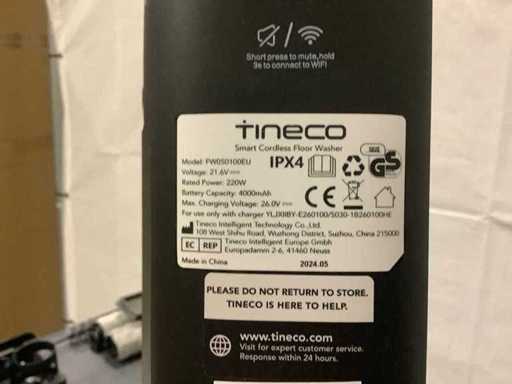 Short press to mute,hold
3s to connect to WIFI
Tineco
Smart Cordless Floor Washer
Model: FW050100EU
IPX4
Voltage: 21.6V
Rated Power: 220W
Battery Capacity: 4000mAh
Max. Charging Voltage: 26.0V
CE
GS
For use only with charger YLJXIIBY-E260100/S030-1B260100HE
Tineco Intelligent Technology Co.,Ltd.
108 West Shihu Road, Wuzhong District, Suzhou, China 215000
EC REP
Tineco Intelligent Europe Gmbh
Europadamm 2-6, 41460 Neuss
Made in China
2024.05
PLEASE DO NOT RETURN TO STORE.
TINECO IS HERE TO HELP.
www.tineco.com
Visit for expert customer service.
Response within 24 hours.